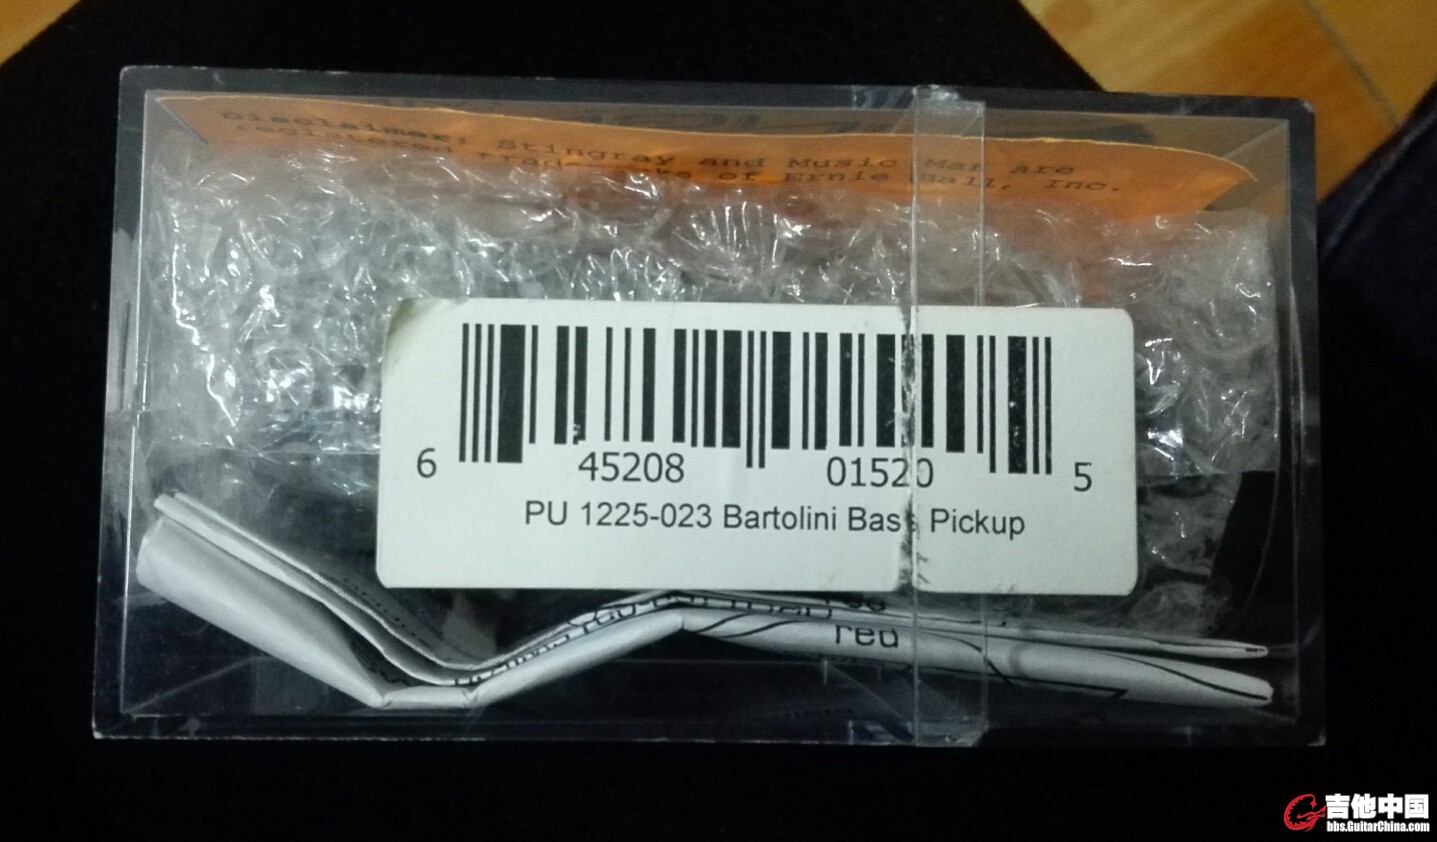 Disclaimer: Stingray and Music Man are
registered trademarks of Ernie Ball, Inc.
6 45208 01520 5
PU 1225-023 Bartolini Bass Pickup
red
吉他中国
bbs.GuitarChina.com